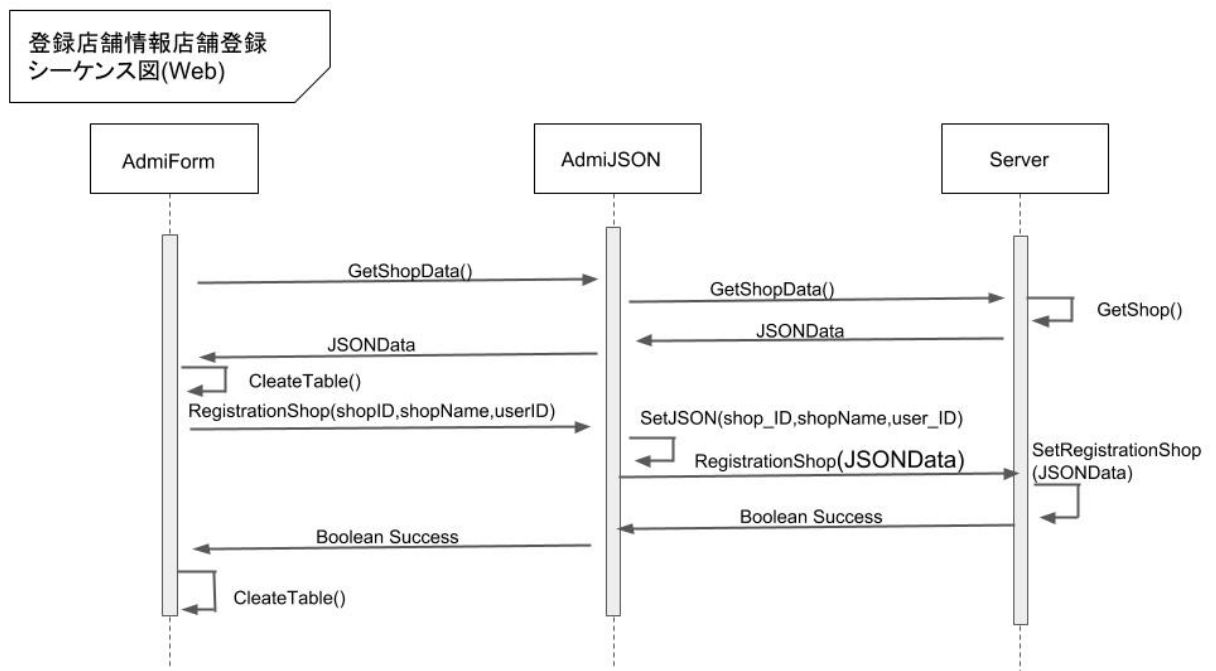 登録店舗情報店舗登録
シーケンス図(Web)
AdmiForm
AdmiJSON
Server
GetShopData()
GetShopData()
GetShop()
JSONData
JSONData
CleateTable()
RegistrationShop(shopID,shopName,userID)
SetJSON(shop_ID,shopName,user_ID)
RegistrationShop(JSONData)
SetRegistrationShop
(JSONData)
Boolean Success
Boolean Success
CleateTable()